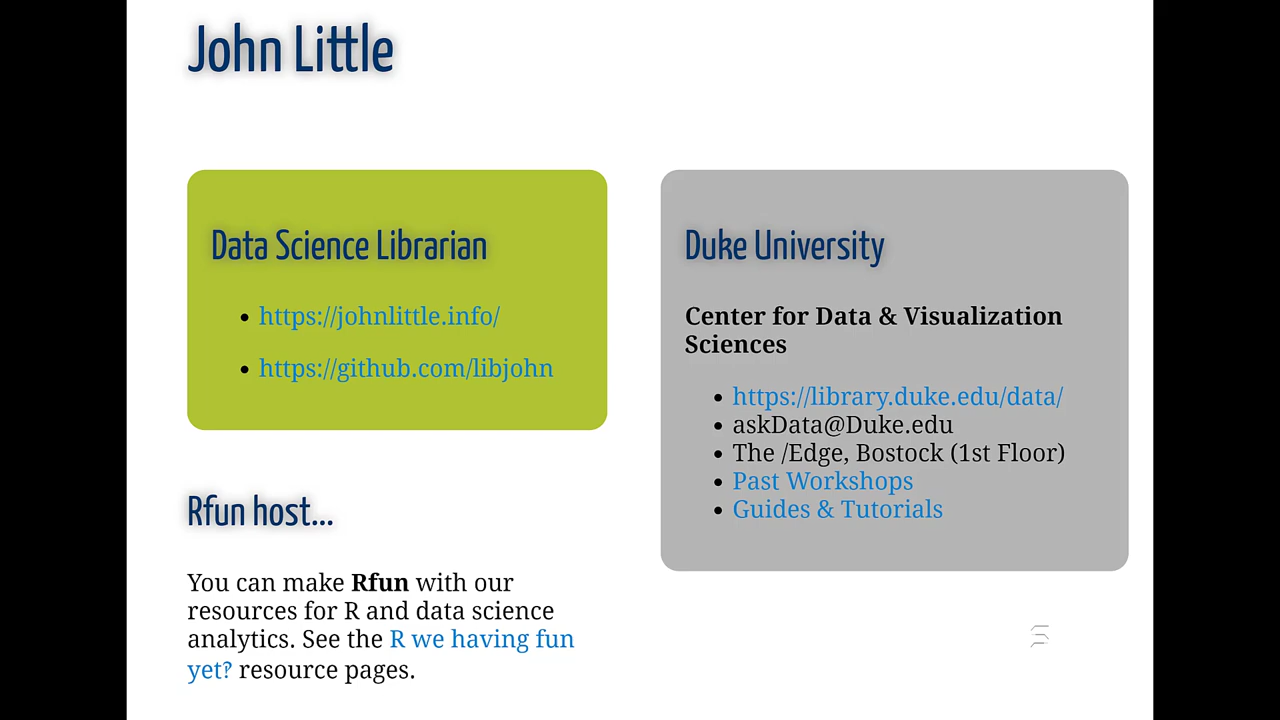 John Little
Data Science Librarian
https://johnlittle.info/
https://github.com/libjohn
Rfun host...
You can make Rfun with our
resources for R and data science
analytics. See the R we having fun
yet‽ resource pages.
Duke University
Center for Data & Visualization
Sciences
https://library.duke.edu/data/
askData@Duke.edu
The /Edge, Bostock (1st Floor)
Past Workshops
Guides & Tutorials